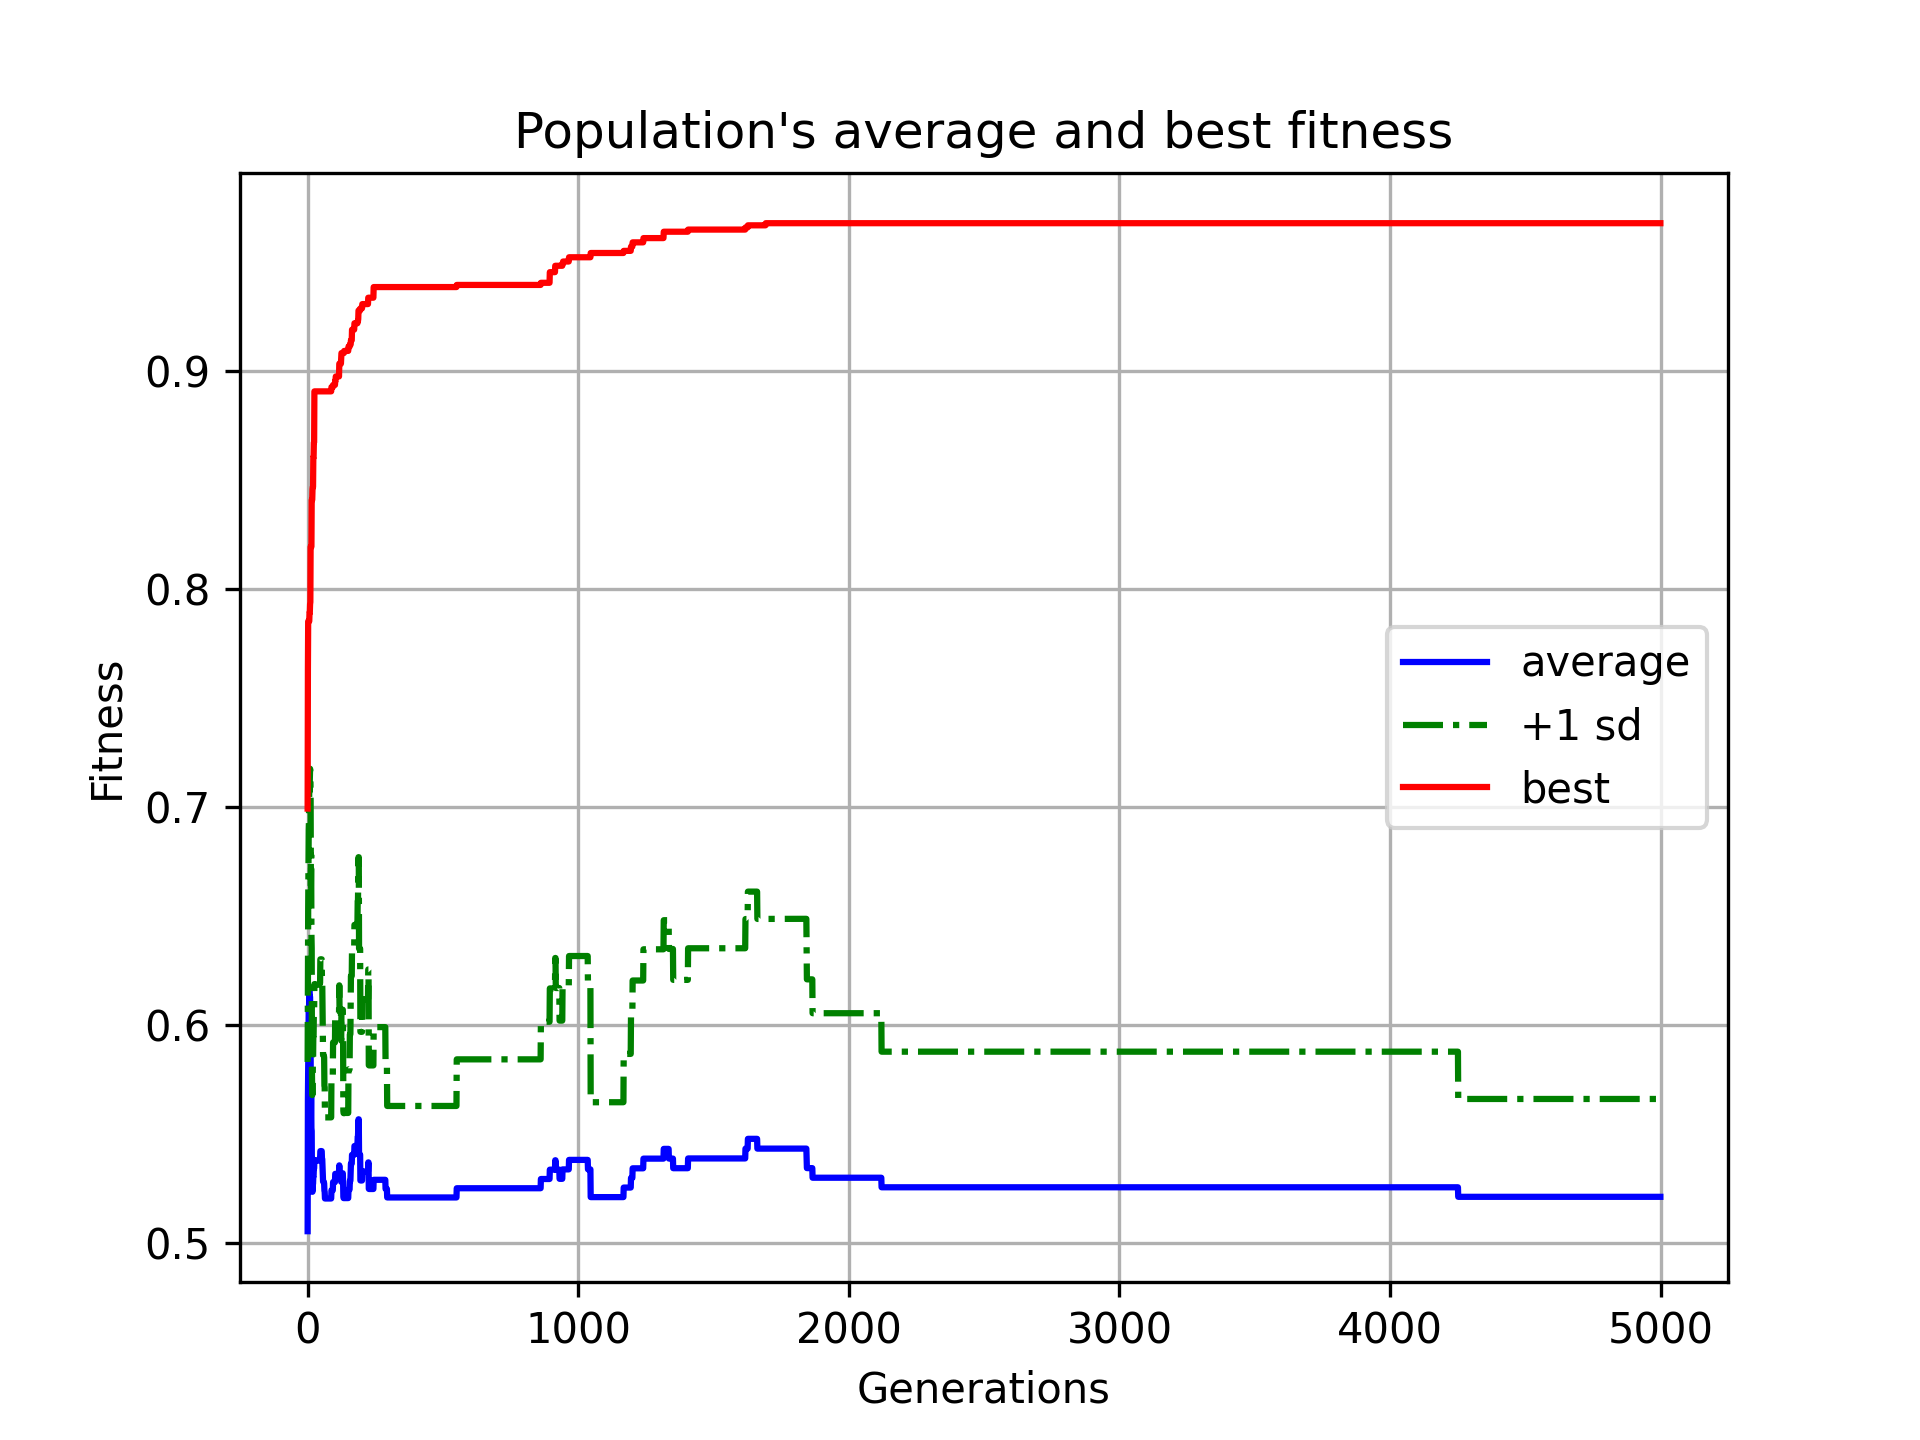 Population's average and best fitness
Fitness
0.9
0.8
0.7
0.6
0.5
average
+1 sd
best
0 1000 2000 3000 4000 5000
Generations